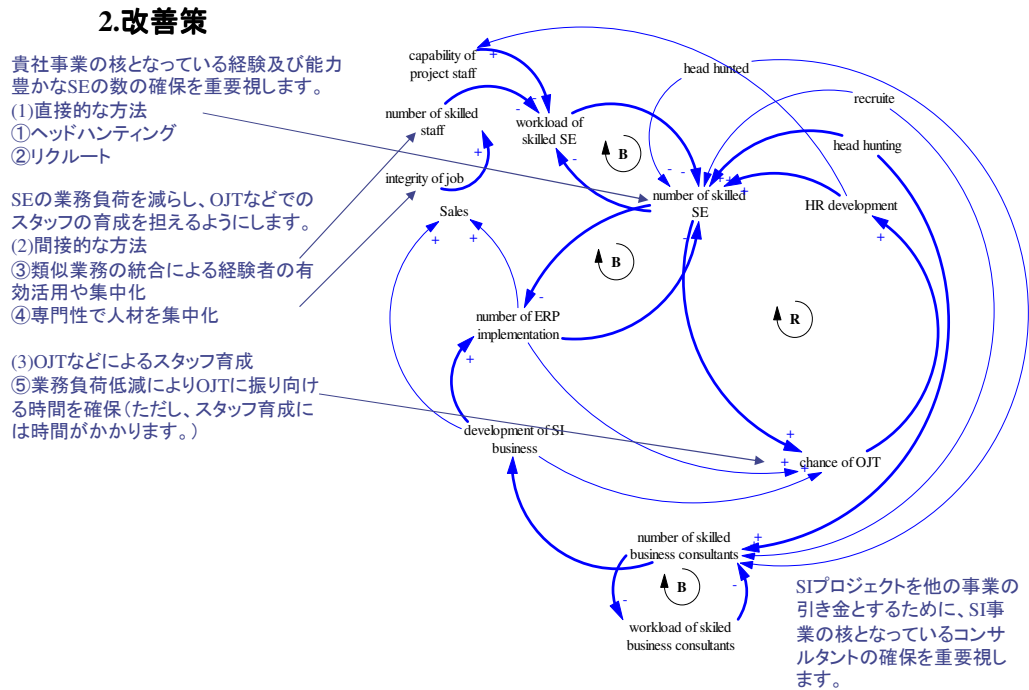 2.改善策
貴社事業の核となっている経験及び能力
豊かなSEの数の確保を重要視します。
(1)直接的な方法
①ヘッドハンティング
②リクルート
SEの業務負荷を減らし、OJTなどでの
スタッフの育成を担えるようにします。
(2)間接的な方法
③類似業務の統合による経験者の有
効活用や集中化
④専門性で人材を集中化
(3)OJTなどによるスタッフ育成
⑤業務負荷低減によりOJTに振り向け
る時間を確保(ただし、スタッフ育成に
は時間がかかります。)
capability of
project staff
+
head hunted
recruite
number of skilled
staff
-
-
workload of
skilled SE
B
head hunting
+
-
integrity of job
- - ++
number of skilled
SE
HR development
Sales
+
+
-
+
B
-
number of ERP
implementation
R
+
development of SI
business
+
+
+
chance of OJT
number of skilled
business consultants
+
+
B
-
-
workload of skiled
business consultants
SIプロジェクトを他の事業の
引き金とするために、SI事
業の核となっているコンサ
ルタントの確保を重要視し
ます。